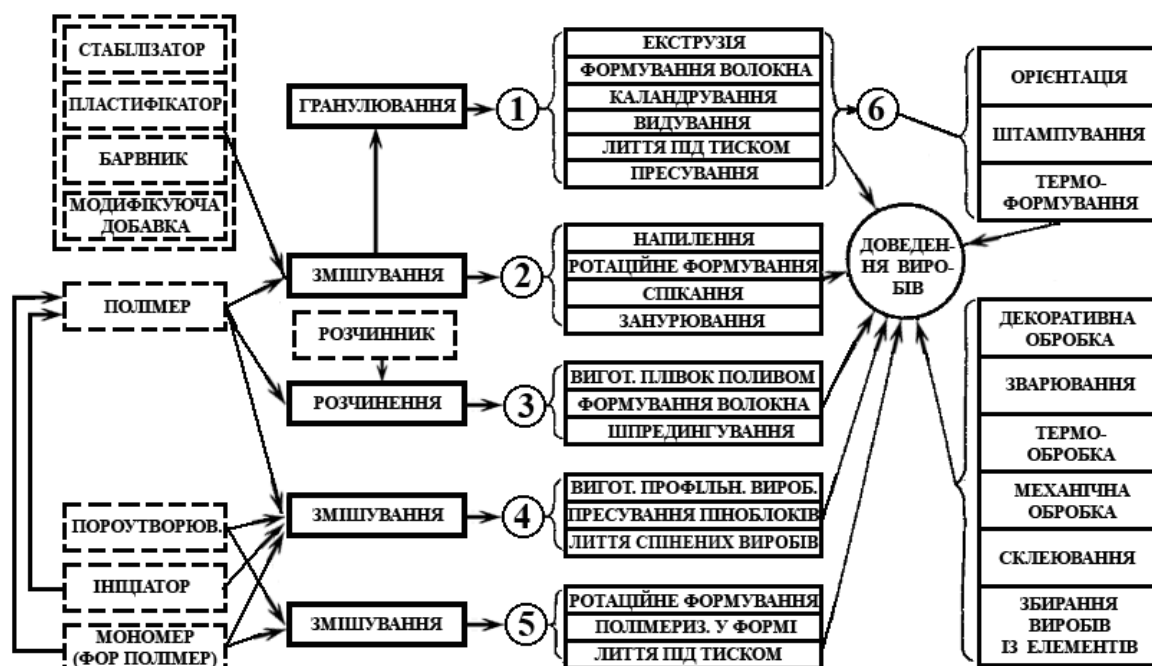 СТАБІЛІЗАТОР
ПЛАСТИФІКАТОР
БАРВНИК
МОДИФІКУЮЧА
ДОБАВКА
ПОЛІМЕР
ПОРОУТВОРЮВ.
ІНІЦІАТОР
МОНОМЕР
(ФОР ПОЛІМЕР)
ГРАНУЛЮВАННЯ
ЗМІШУВАННЯ
РОЗЧИННИК
РОЗЧИНЕННЯ
ЗМІШУВАННЯ
ЗМІШУВАННЯ
1
ЕКСТРУЗІЯ
ФОРМУВАННЯ ВОЛОКНА
КАЛАНДРУВАННЯ
ВИДУВАННЯ
ЛИТТЯ ПІД ТИСКОМ
ПРЕСУВАННЯ
2
НАПИЛЕННЯ
РОТАЦІЙНЕ ФОРМУВАННЯ
СПІКАННЯ
ЗАНУРЮВАННЯ
3
ВИГОТ. ПЛІВОК ПОЛИВОМ
ФОРМУВАННЯ ВОЛОКНА
ШПРЕДИНГУВАННЯ
4
ВИГОТ. ПРОФІЛЬН. ВИРОБ.
ПРЕСУВАННЯ ПІНОБЛОКІВ
ЛИТТЯ СПІНЕНИХ ВИРОБІВ
5
РОТАЦІЙНЕ ФОРМУВАННЯ
ПОЛІМЕРИЗ. У ФОРМІ
ЛИТТЯ ПІД ТИСКОМ
6
ОРІЄНТАЦІЯ
ШТАМПУВАННЯ
ТЕРМО-
ФОРМУВАННЯ
ДОВЕДЕН-
НЯ ВИРО-
БІВ
ДЕКОРАТИВНА
ОБРОБКА
ЗВАРЮВАННЯ
ТЕРМО-
ОБРОБКА
МЕХАНІЧНА
ОБРОБКА
СКЛЕЮВАННЯ
ЗБИРАННЯ
ВИРОБІВ
ІЗ ЕЛЕМЕНТІВ